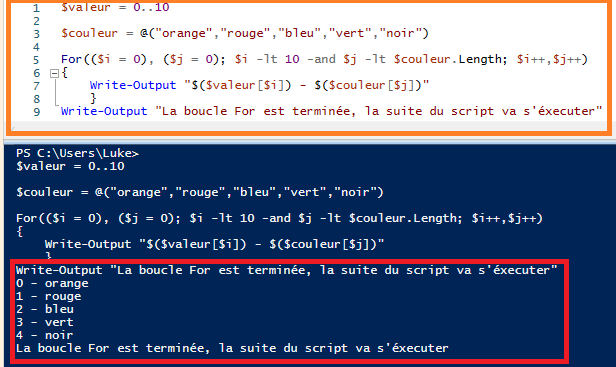 1 $valeur = 0..10
2
3 $couleur = @("orange","rouge","bleu","vert","noir")
4
5 For(($i = 0), ($j = 0); $i -lt 10 -and $j -lt $couleur.Length; $i++,$j++)
6 {
7 Write-Output "$($valeur[$i]) - $($couleur[$j])"
8 }
9 Write-Output "La boucle For est terminée, la suite du script va s'éxecuter"
PS C:\Users\Luke>
$valeur = 0..10
$couleur = @("orange","rouge","bleu","vert","noir")
For(($i = 0), ($j = 0); $i -lt 10 -and $j -lt $couleur.Length; $i++,$j++)
{
Write-Output "$($valeur[$i]) - $($couleur[$j])"
}
Write-Output "La boucle For est terminée, la suite du script va s'éxecuter"
0 - orange
1 - rouge
2 - bleu
3 - vert
4 - noir
La boucle For est terminée, la suite du script va s'éxecuter